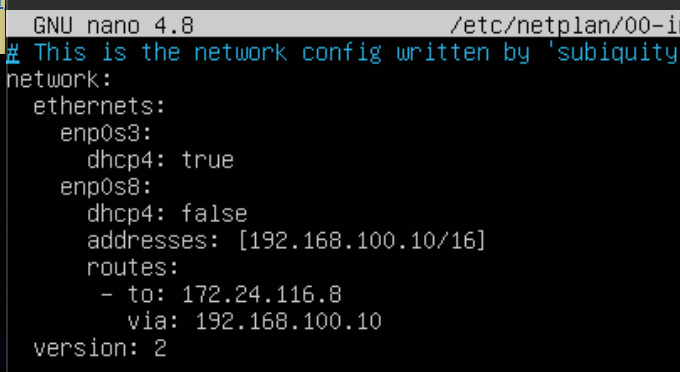 GNU nano 4.8 /etc/netplan/00-i
# This is the network config written by 'subiquity
network:
  ethernets:
    enp0s3:
      dhcp4: true
    enp0s8:
      dhcp4: false
      addresses: [192.168.100.10/16]
      routes:
       - to: 172.24.116.8
         via: 192.168.100.10
  version: 2